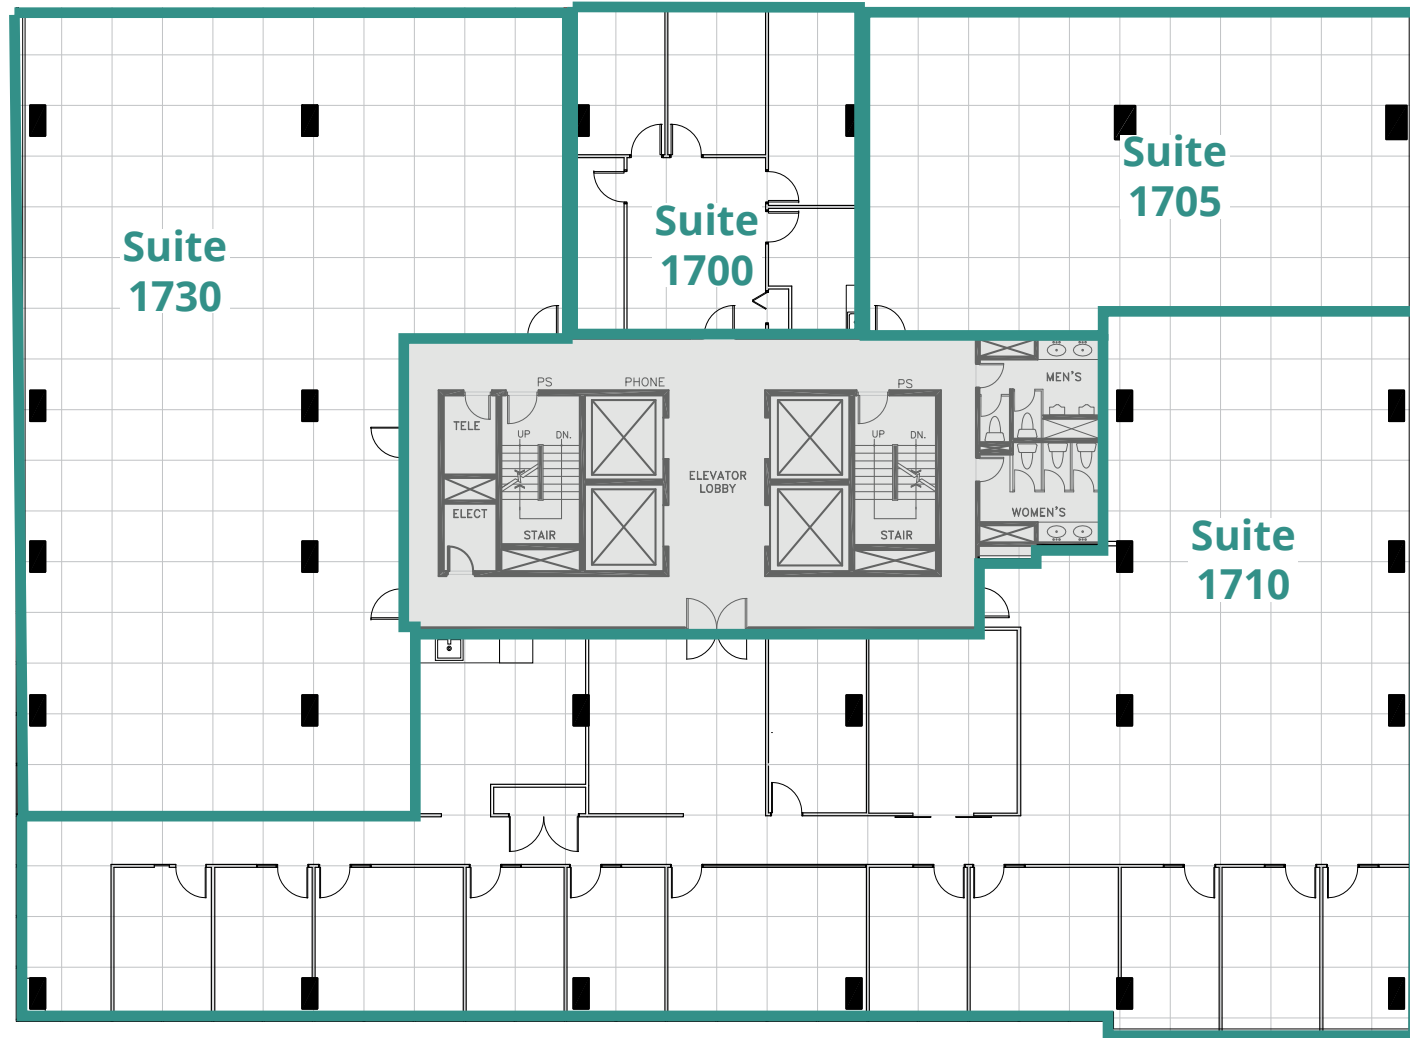 Suite
1730
Suite
1700
Suite
1705
Suite
1710
PS
PHONE
PS
TELE
UP
DN.
ELECT
STAIR
ELEVATOR
LOBBY
UP
DN.
STAIR
MEN'S
WOMEN'S